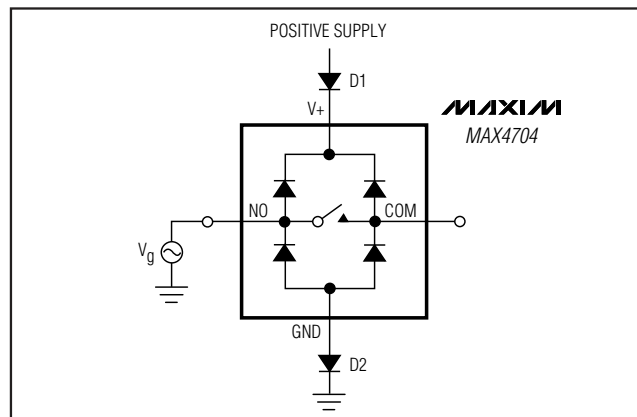 POSITIVE SUPPLY
D1
V+
MAXIM
MAX4704
NO
COM
Vg
GND
D2